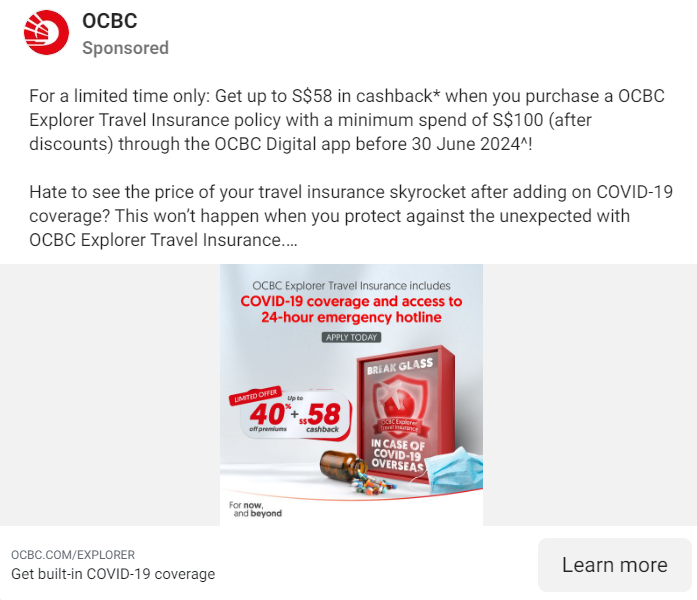 OCBC
Sponsored
For a limited time only: Get up to S$58 in cashback* when you purchase a OCBC
Explorer Travel Insurance policy with a minimum spend of S$100 (after
discounts) through the OCBC Digital app before 30 June 2024^!
Hate to see the price of your travel insurance skyrocket after adding on COVID-19
coverage? This won’t happen when you protect against the unexpected with
OCBC Explorer Travel Insurance....
OCBC Explorer Travel Insurance includes
COVID-19 coverage and access to
24-hour emergency hotline
APPLY TODAY
BREAK GLASS
OCBC Explorer
Travel Insurance
IN CASE OF
COVID-19
OVERSEAS
LIMITED OFFER
Up to
40% + S$58
off premiums cashback
For now,
and beyond
OCBC.COM/EXPLORER
Get built-in COVID-19 coverage
Learn more